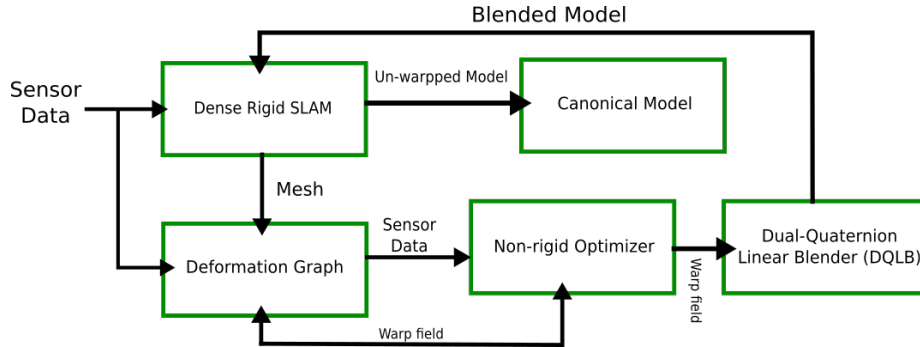 Blended Model
Sensor
Data
Dense Rigid SLAM
Un-warpped Model
Canonical Model
Mesh
Deformation Graph
Sensor
Data
Non-rigid Optimizer
Warp field
Dual-Quaternion
Linear Blender (DQLB)
Warp field